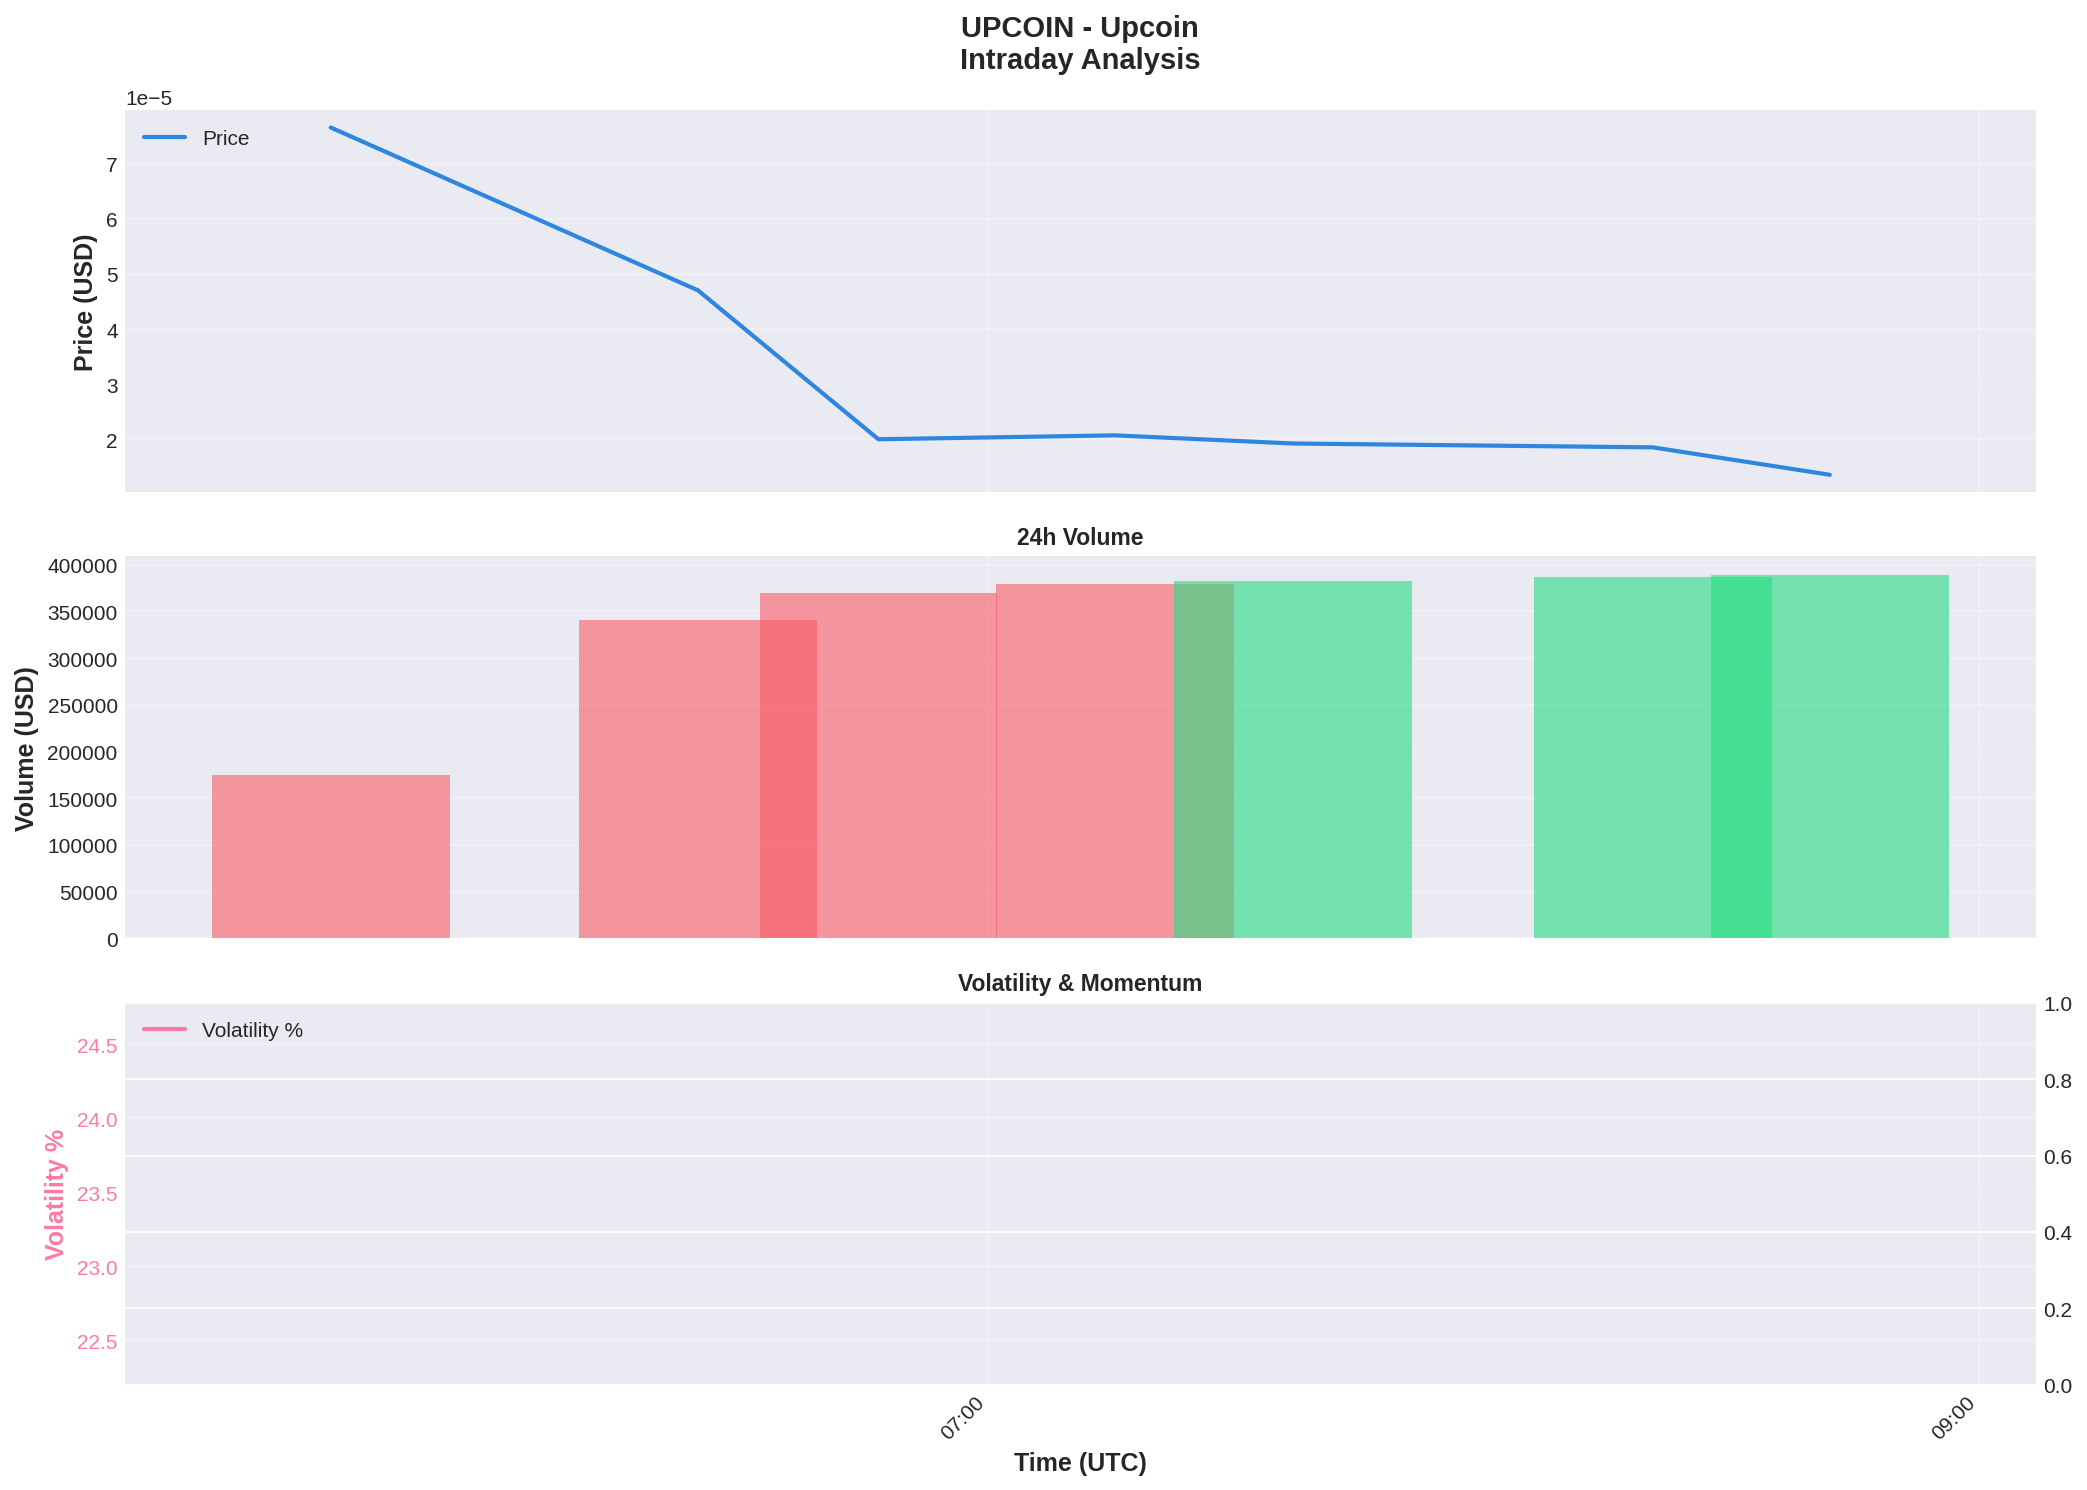 UPCOIN - Upcoin
Intraday Analysis
1e−5
Price
7
6
5
4
3
2
Price (USD)
24h Volume
400000
350000
300000
250000
200000
150000
100000
50000
0
Volume (USD)
Volatility & Momentum
Volatility %
24.5
24.0
23.5
23.0
22.5
Volatility %
1.0
0.8
0.6
0.4
0.2
0.0
07:00
09:00
Time (UTC)